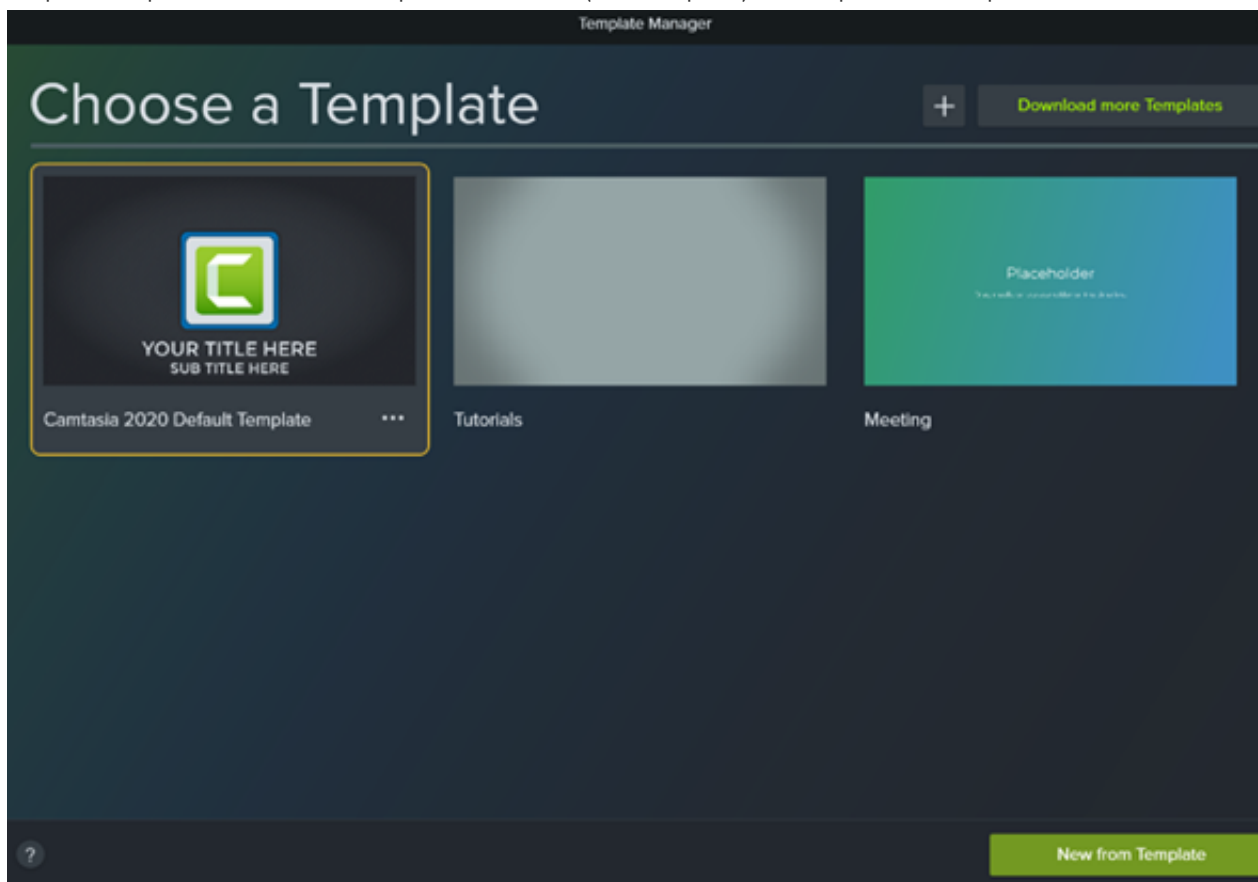 Template Manager
Choose a Template
+
Download more Templates
C
YOUR TITLE HERE
SUB TITLE HERE
Placeholder
Camtasia 2020 Default Template ...
Tutorials
Meeting
?
New from Template